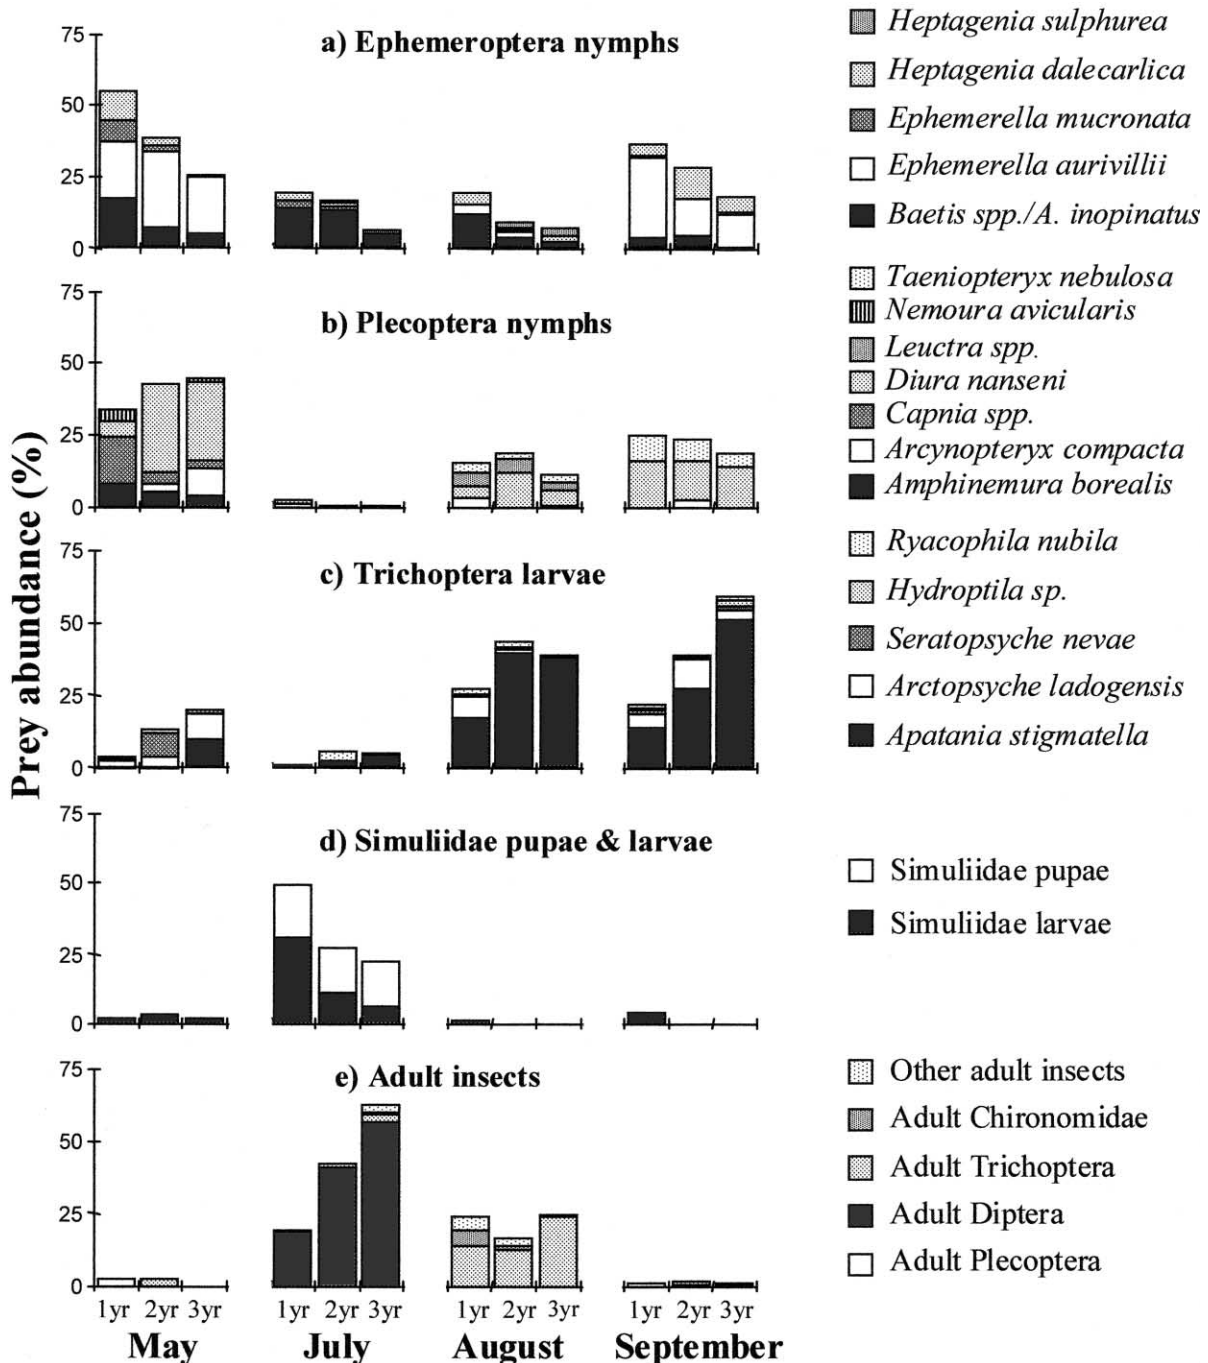 Prey abundance (%)
a) Ephemeroptera nymphs
75
50
25
0
Heptagenia sulphurea
Heptagenia dalecarlica
Ephemerella mucronata
Ephemerella aurivillii
Baetis spp./A. inopinatus
b) Plecoptera nymphs
75
50
25
0
Taeniopteryx nebulosa
Nemoura avicularis
Leuctra spp.
Diura nanseni
Capnia spp.
Arcynopteryx compacta
Amphinemura borealis
c) Trichoptera larvae
75
50
25
0
Ryacophila nubila
Hydroptila sp.
Seratopsyche nevae
Arctopsyche ladogensis
Apatania stigmatella
d) Simuliidae pupae & larvae
75
50
25
0
Simuliidae pupae
Simuliidae larvae
e) Adult insects
75
50
25
0
Other adult insects
Adult Chironomidae
Adult Trichoptera
Adult Diptera
Adult Plecoptera
1yr 2yr 3yr 1yr 2yr 3yr 1yr 2yr 3yr 1yr 2yr 3yr
May July August September